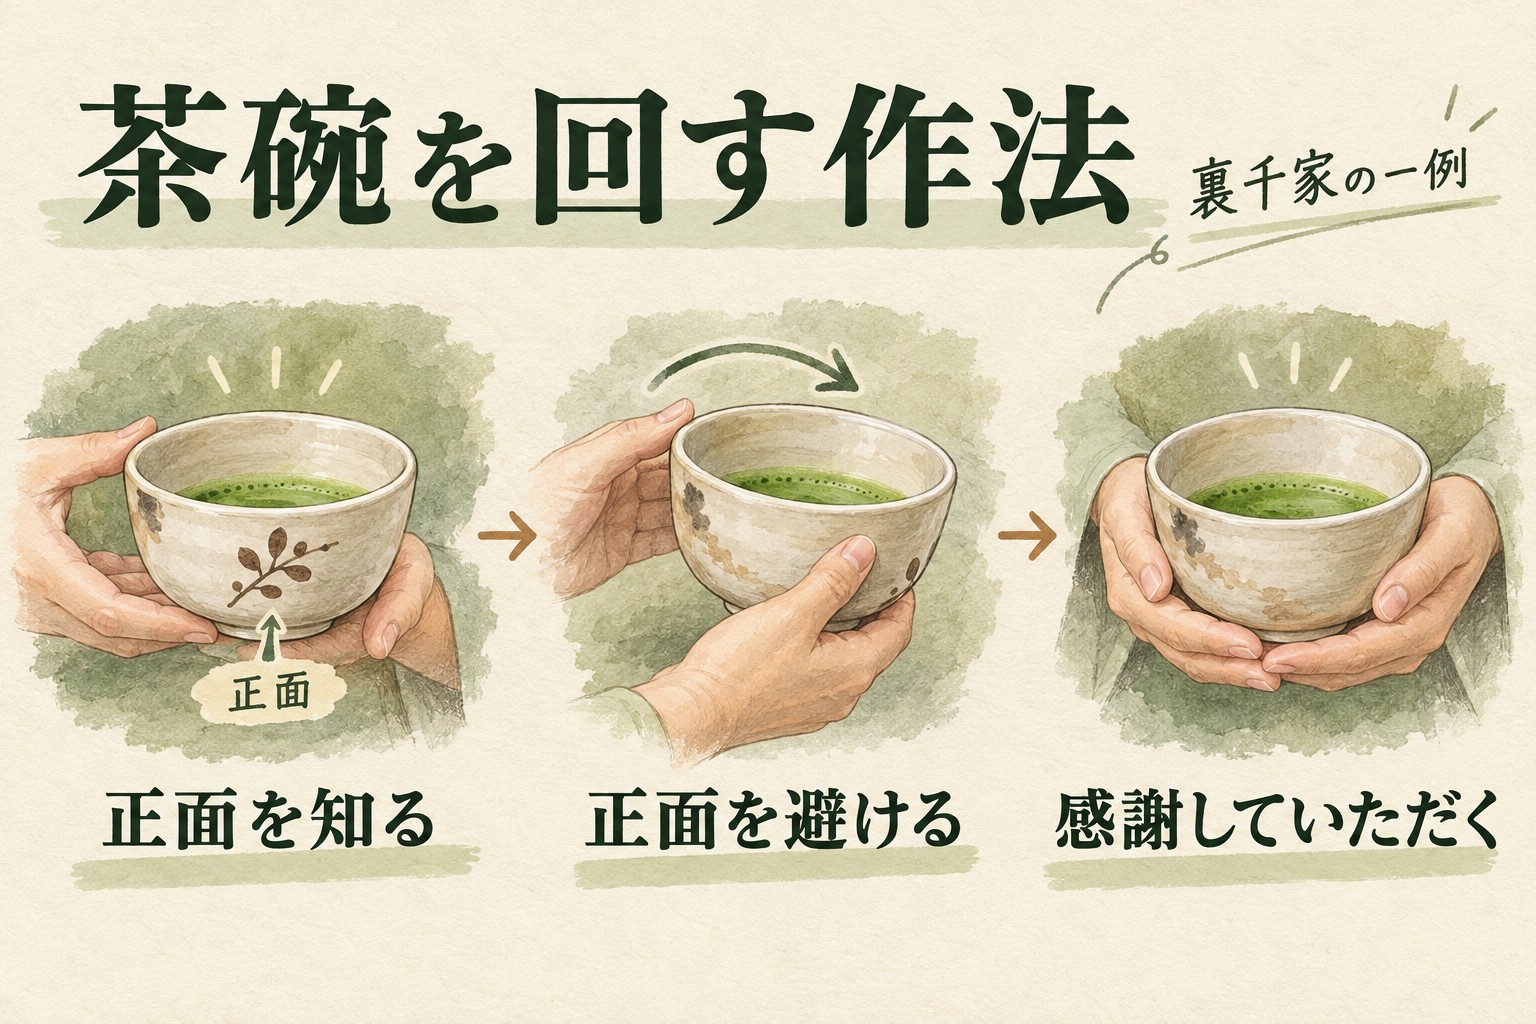 茶碗を回す作法
裏千家の一例
正面
正面を知る
正面を避ける
感謝していただく